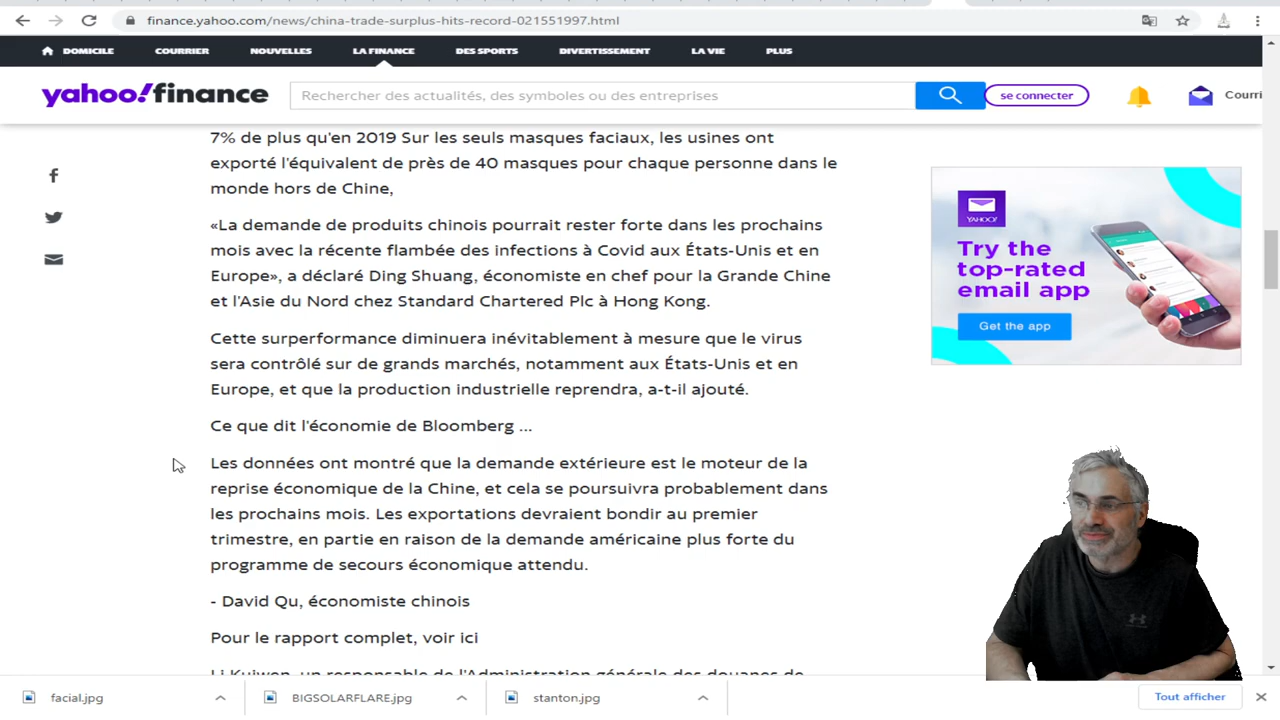 finance.yahoo.com/news/china-trade-surplus-hits-record-021551997.html
DOMICILE COURRIER NOUVELLES LA FINANCE DES SPORTS DIVERTISSEMENT LA VIE PLUS
yahoo!finance Rechercher des actualités, des symboles ou des entreprises se connecter Courri
7% de plus qu'en 2019 Sur les seuls masques faciaux, les usines ont
exporté l'équivalent de près de 40 masques pour chaque personne dans le
monde hors de Chine,
«La demande de produits chinois pourrait rester forte dans les prochains
mois avec la récente flambée des infections à Covid aux États-Unis et en
Europe», a déclaré Ding Shuang, économiste en chef pour la Grande Chine
et l'Asie du Nord chez Standard Chartered Plc à Hong Kong.
Cette surperformance diminuera inévitablement à mesure que le virus
sera contrôlé sur de grands marchés, notamment aux États-Unis et en
Europe, et que la production industrielle reprendra, a-t-il ajouté.
Ce que dit l'économie de Bloomberg ...
Les données ont montré que la demande extérieure est le moteur de la
reprise économique de la Chine, et cela se poursuivra probablement dans
les prochains mois. Les exportations devraient bondir au premier
trimestre, en partie en raison de la demande américaine plus forte du
programme de secours économique attendu.
- David Qu, économiste chinois
Pour le rapport complet, voir ici
Li Kuiwen, un responsable de l'Administration générale des douanes de
YAHOO!
Try the
top-rated
email app
Get the app
facial.jpg BIGSOLARFLARE.jpg stanton.jpg Tout afficher